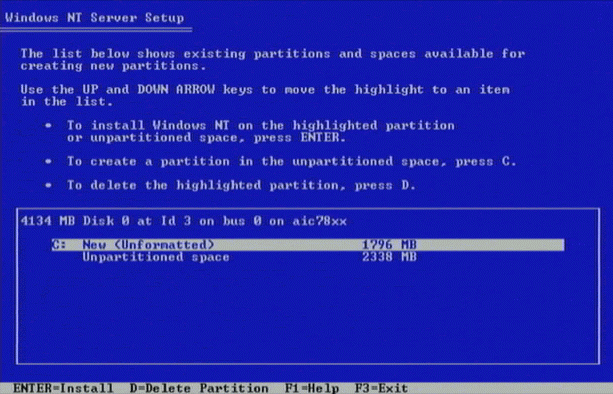 Windows NT Server Setup
The list below shows existing partitions and spaces available for
creating new partitions.
Use the UP and DOWN ARROW keys to move the highlight to an item
in the list.
• To install Windows NT on the highlighted partition
or unpartitioned space, press ENTER.
• To create a partition in the unpartitioned space, press C.
• To delete the highlighted partition, press D.
4134 MB Disk 0 at Id 3 on bus 0 on aic78xx
C: New (Unformatted) 1796 MB
Unpartitioned space 2338 MB
ENTER=Install D=Delete Partition F1=Help F3=Exit